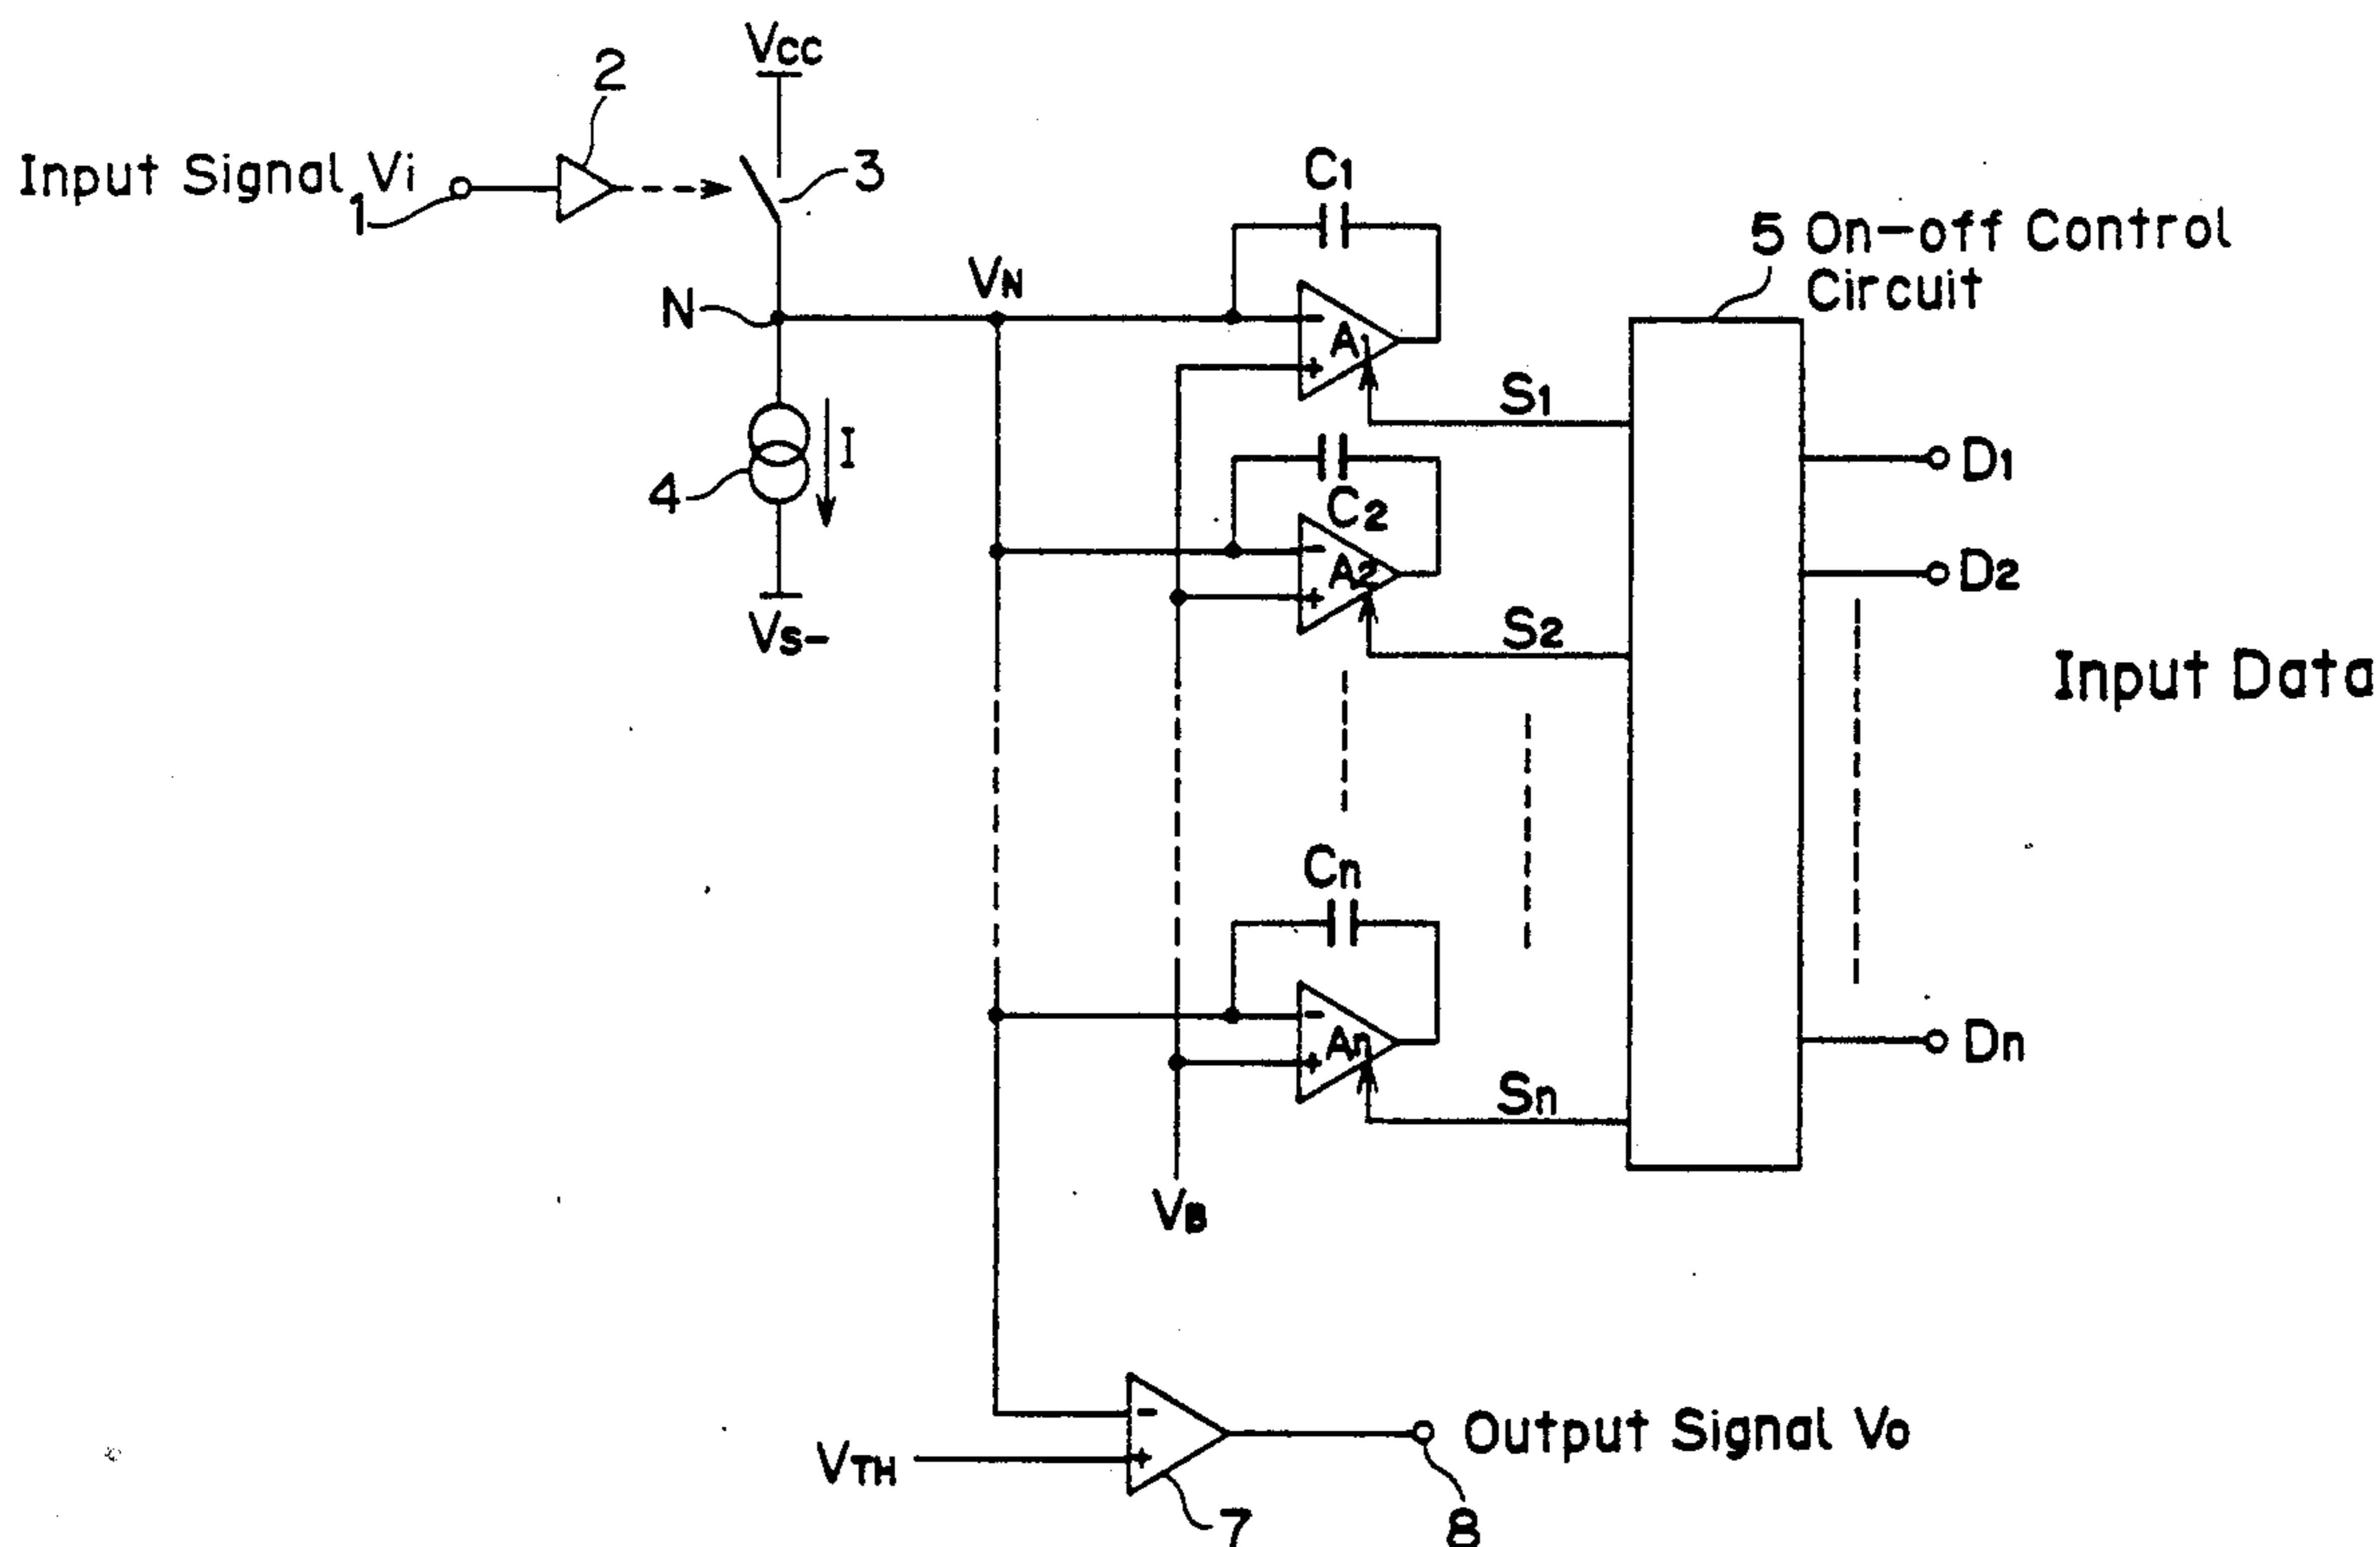 Vcc
2
Input Signal Vi
1
3
C1
5 On-off Control
Circuit
N
VN
-
A1
+
S1
I
4
D1
C2
-
A2
+
D2
S2
Vs-
Input Data
Cn
-
An
+
Dn
Sn
VB
-
+
VTH
Output Signal Vo
7
8